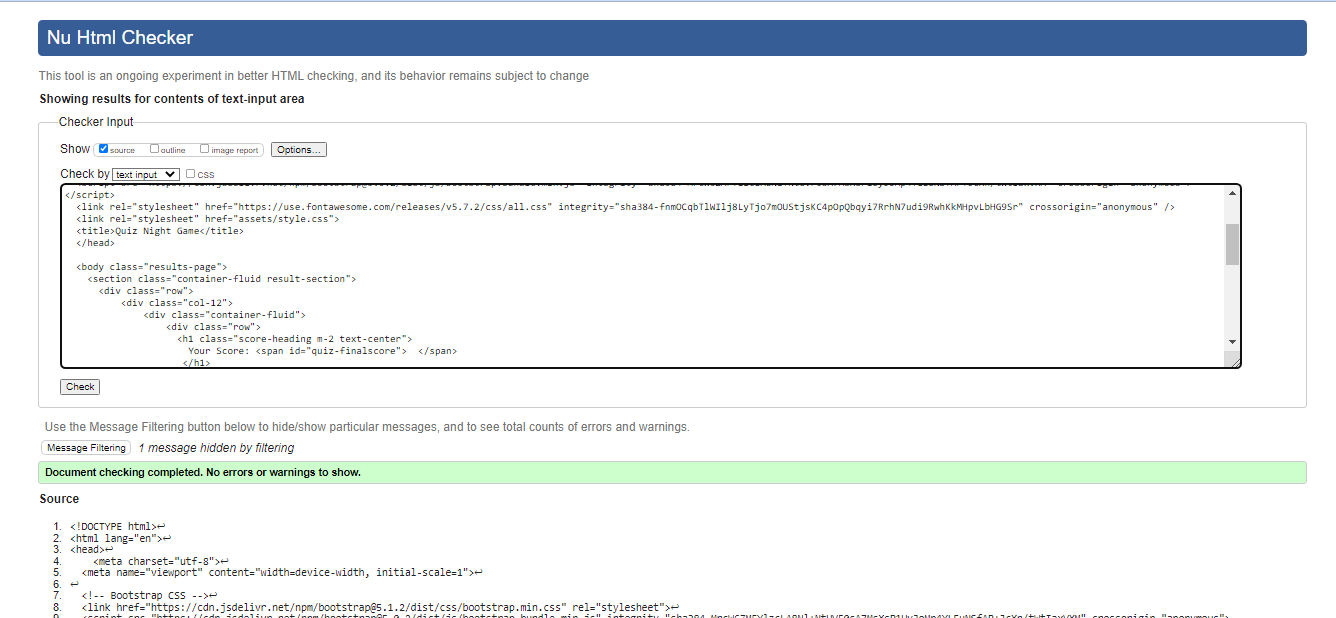 Nu Html Checker
This tool is an ongoing experiment in better HTML checking, and its behavior remains subject to change
Showing results for contents of text-input area
Checker Input
Show source outline image report Options...
Check by text input css
</script>
<link rel="stylesheet" href="https://use.fontawesome.com/releases/v5.7.2/css/all.css" integrity="sha384-fnmOCqbTlWIlj8LyTjo7mOUStjsKC4pOpQbqyi7RrhN7udi9RwhKkMHpvLbHG9Sr" crossorigin="anonymous" />
<link rel="stylesheet" href="assets/style.css">
<title>Quiz Night Game</title>
</head>
<body class="results-page">
<section class="container-fluid result-section">
<div class="row">
<div class="col-12">
<div class="container-fluid">
<div class="row">
<h1 class="score-heading m-2 text-center">
Your Score: <span id="quiz-finalscore">  </span>
</h1>
Check
Use the Message Filtering button below to hide/show particular messages, and to see total counts of errors and warnings.
Message Filtering 1 message hidden by filtering
Document checking completed. No errors or warnings to show.
Source
1. <!DOCTYPE html>↩
2. <html lang="en">↩
3. <head>↩
4. <meta charset="utf-8">↩
5. <meta name="viewport" content="width=device-width, initial-scale=1">↩
6. ↩
7. <!-- Bootstrap CSS -->↩
8. <link href="https://cdn.jsdelivr.net/npm/bootstrap@5.1.2/dist/css/bootstrap.min.css" rel="stylesheet">↩